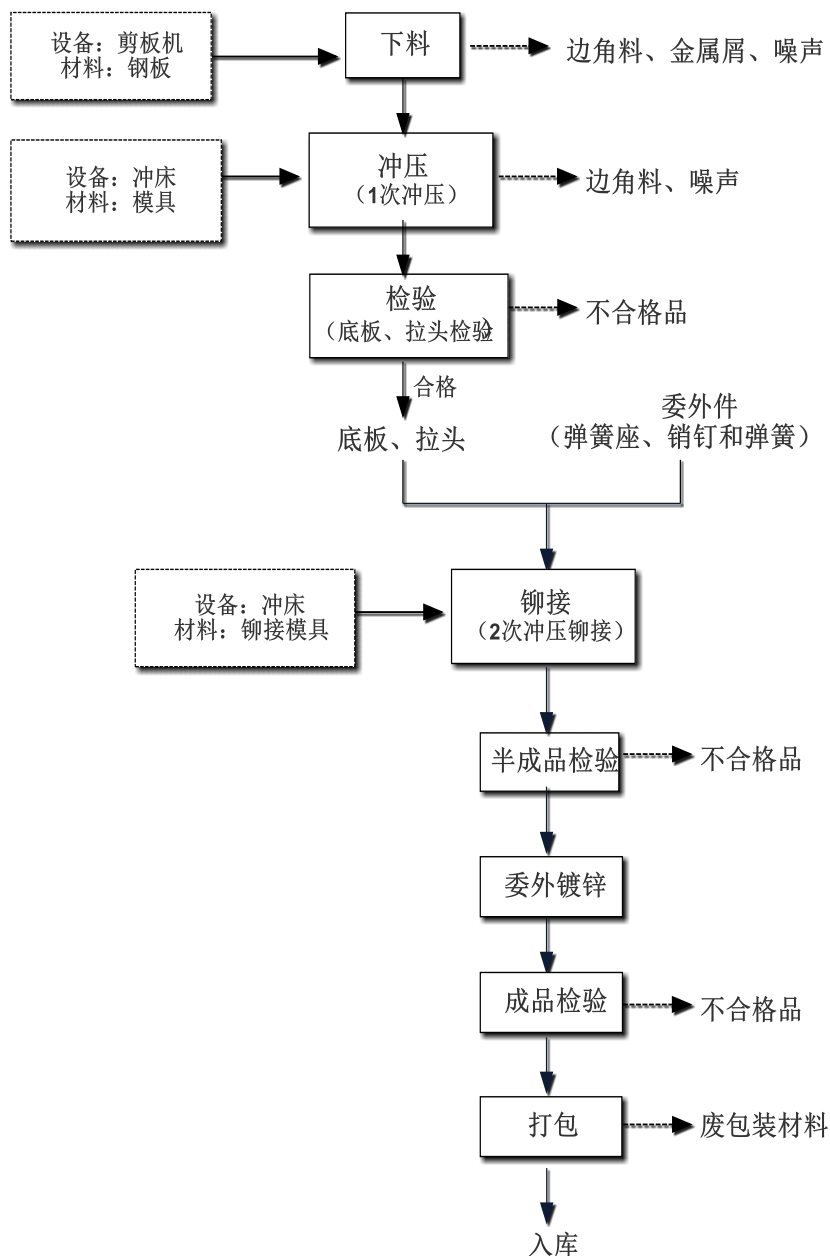 设备：剪板机
材料：钢板
下料
边角料、金属屑、噪声
设备：冲床
材料：模具
冲压
（1次冲压）
边角料、噪声
检验
（底板、拉头检验）
不合格品
合格
底板、拉头
委外件
（弹簧座、销钉和弹簧）
设备：冲床
材料：铆接模具
铆接
（2次冲压铆接）
半成品检验
不合格品
委外镀锌
成品检验
不合格品
打包
废包装材料
入库